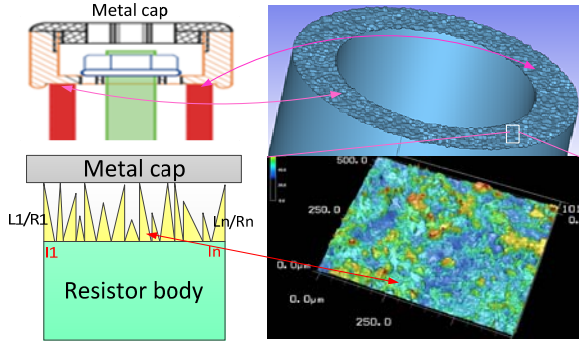 Metal cap
Metal cap
L1/R1
Ln/Rn
I1
In
Resistor body
500.0
250.0
0.0μm
0.0μm
250.0